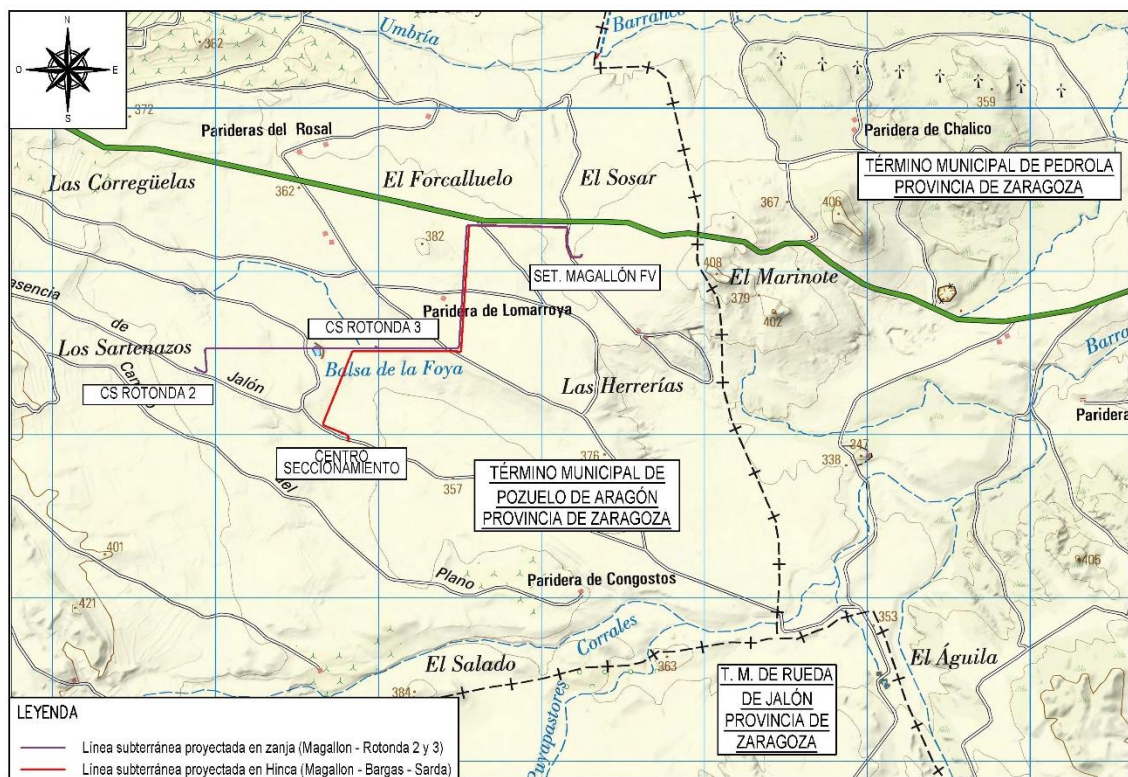 N
O
E
S
Umbría
Barranco
382
372
359
Parideras del Rosal
Paridera de Chalico
TÉRMINO MUNICIPAL DE PEDROLA
PROVINCIA DE ZARAGOZA
Las Corregüelas
El Forcalluelo
El Sosar
362
367
406
382
SET. MAGALLÓN FV
408
El Marinote
379
402
asencia
de
Paridera de Lomarroya
CS ROTONDA 3
Los Sartenazos
Balsa de la Foya
Jalón
Las Herrerías
Barra
CS ROTONDA 2
Paridera
CENTRO
SECCIONAMIENTO
376
347
338
357
TÉRMINO MUNICIPAL DE
POZUELO DE ARAGÓN
PROVINCIA DE ZARAGOZA
401
405
Plano
Paridera de Congostos
421
353
Corrales
El Salado
363
El Águila
384
Puyapastores
T. M. DE RUEDA
DE JALÓN
PROVINCIA DE
ZARAGOZA
LEYENDA
Línea subterránea proyectada en zanja (Magallon - Rotonda 2 y 3)
Línea subterránea proyectada en Hinca (Magallon - Bargas - Sarda)